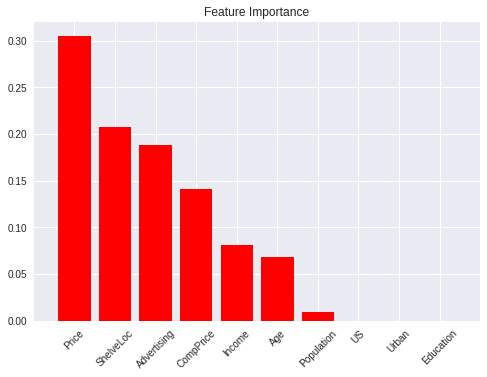 Feature Importance
0.30
0.25
0.20
0.15
0.10
0.05
0.00
Price
ShelveLoc
Advertising
CompPrice
Income
Age
Population
US
Urban
Education